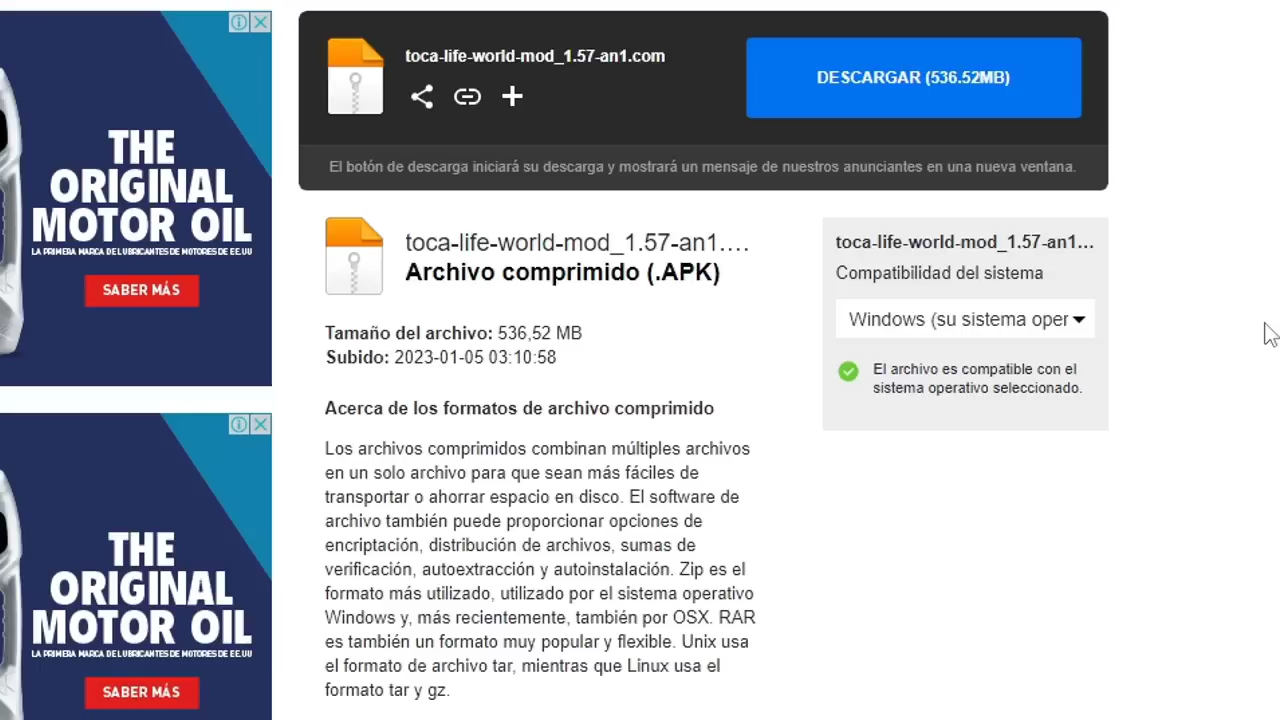 THE
ORIGINAL
MOTOR OIL
LA PRIMERA MARCA DE LUBRICANTES DE MOTORES DE EE.UU
SABER MÁS
THE
ORIGINAL
MOTOR OIL
LA PRIMERA MARCA DE LUBRICANTES DE MOTORES DE EE.UU
SABER MÁS
toca-life-world-mod_1.57-an1.com
DESCARGAR (536.52MB)
El botón de descarga iniciará su descarga y mostrará un mensaje de nuestros anunciantes en una nueva ventana.
toca-life-world-mod_1.57-an1....
Archivo comprimido (.APK)
Tamaño del archivo: 536,52 MB
Subido: 2023-01-05 03:10:58
Acerca de los formatos de archivo comprimido
Los archivos comprimidos combinan múltiples archivos
en un solo archivo para que sean más fáciles de
transportar o ahorrar espacio en disco. El software de
archivo también puede proporcionar opciones de
encriptación, distribución de archivos, sumas de
verificación, autoextracción y autoinstalación. Zip es el
formato más utilizado, utilizado por el sistema operativo
Windows y, más recientemente, también por OSX. RAR
es también un formato muy popular y flexible. Unix usa
el formato de archivo tar, mientras que Linux usa el
formato tar y gz.
toca-life-world-mod_1.57-an1...
Compatibilidad del sistema
Windows (su sistema oper
El archivo es compatible con el
sistema operativo seleccionado.